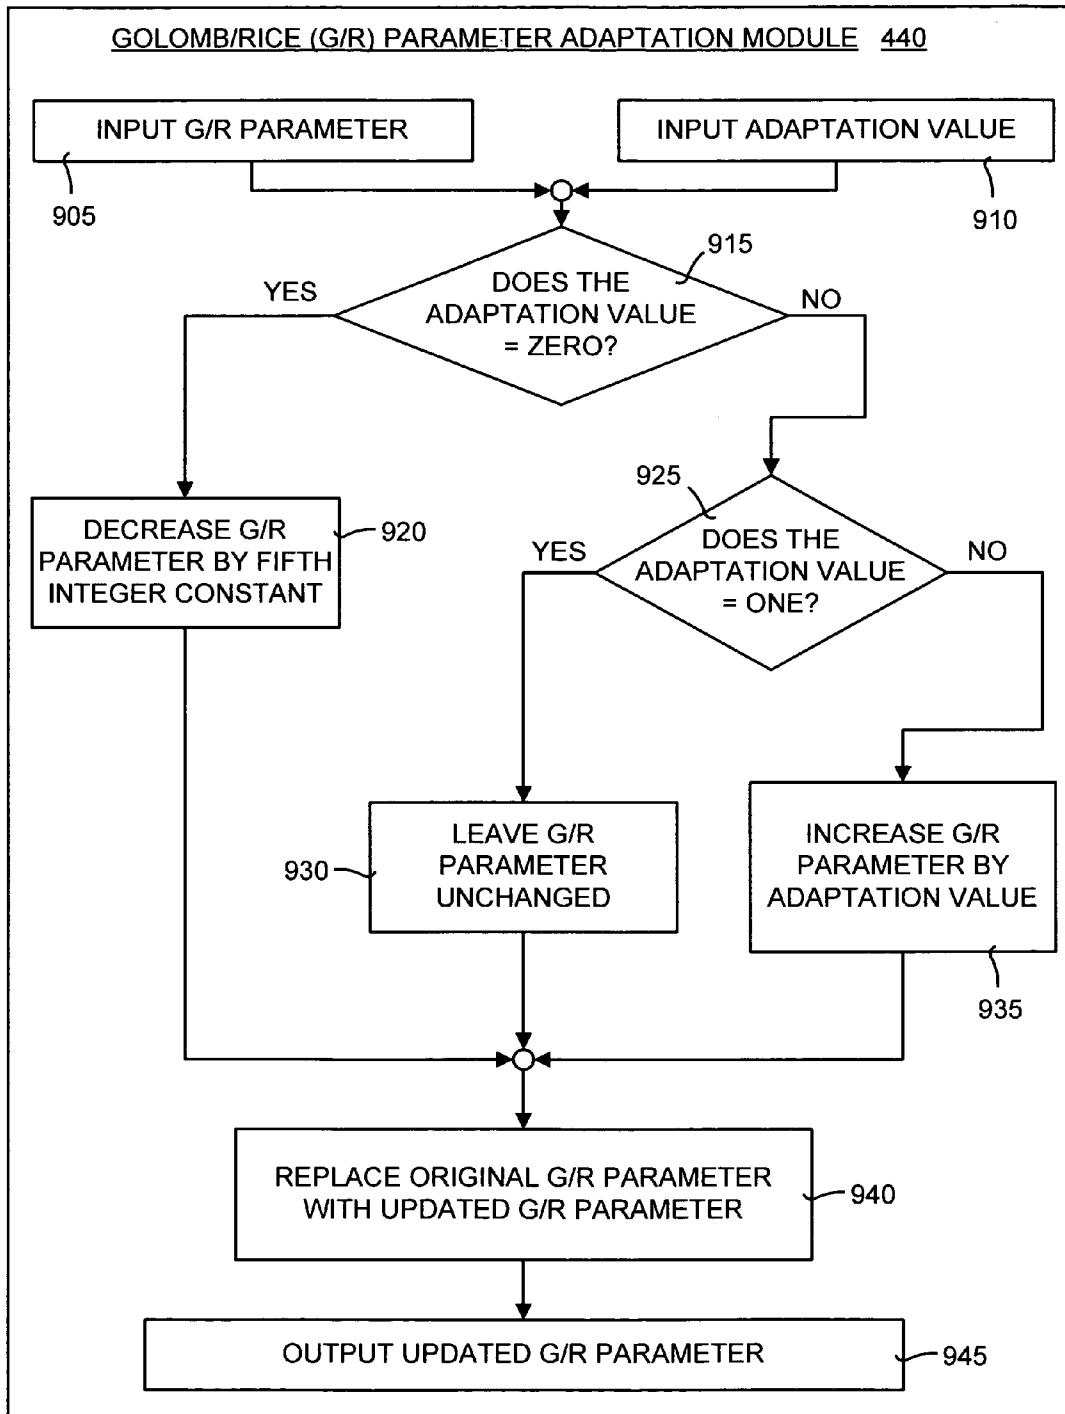 GOLOMB/RICE (G/R) PARAMETER ADAPTATION MODULE 440
INPUT G/R PARAMETER
INPUT ADAPTATION VALUE
905
910
915
DOES THE
ADAPTATION VALUE
= ZERO?
YES
NO
925
DECREASE G/R
PARAMETER BY FIFTH
INTEGER CONSTANT
920
DOES THE
ADAPTATION VALUE
= ONE?
YES
NO
LEAVE G/R
PARAMETER
UNCHANGED
930
INCREASE G/R
PARAMETER BY
ADAPTATION VALUE
935
REPLACE ORIGINAL G/R PARAMETER
WITH UPDATED G/R PARAMETER
940
OUTPUT UPDATED G/R PARAMETER
945